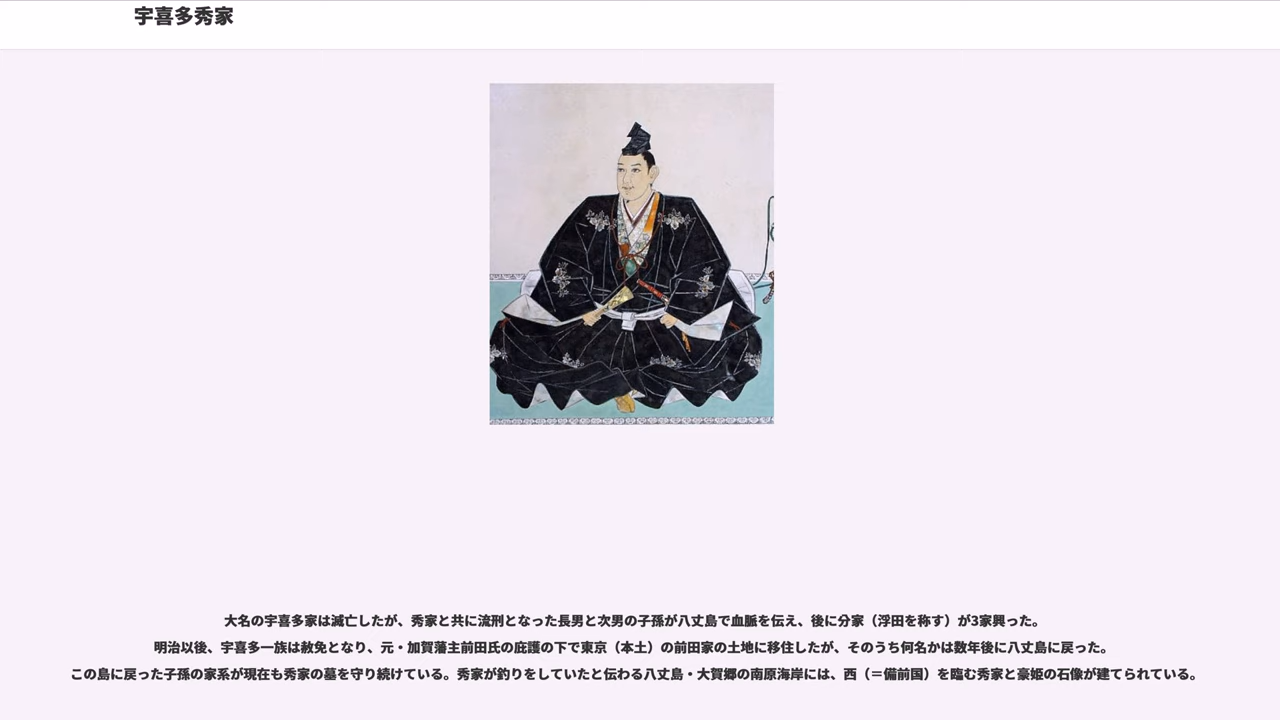 宇喜多秀家
大名の宇喜多家は滅亡したが、秀家と共に流刑となった長男と次男の子孫が八丈島で血脈を伝え、後に分家（浮田を称す）が3家興った。
明治以後、宇喜多一族は赦免となり、元・加賀藩主前田氏の庇護の下で東京（本土）の前田家の土地に移住したが、そのうち何名かは数年後に八丈島に戻った。
この島に戻った子孫の家系が現在も秀家の墓を守り続けている。秀家が釣りをしていたと伝わる八丈島・大賀郷の南原海岸には、西（＝備前国）を臨む秀家と豪姫の石像が建てられている。